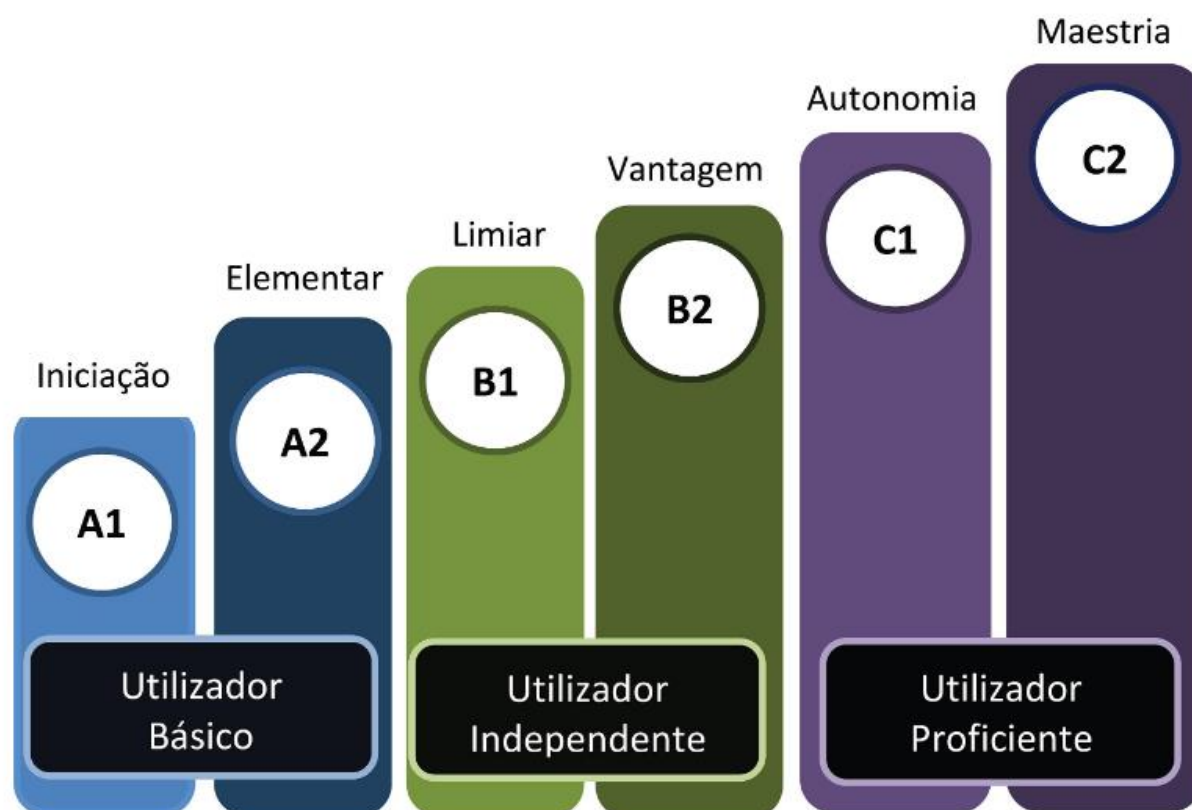 Iniciação
A1
Elementar
A2
Utilizador
Básico
Limiar
B1
Vantagem
B2
Utilizador
Independente
Autonomia
C1
Maestria
C2
Utilizador
Proficiente